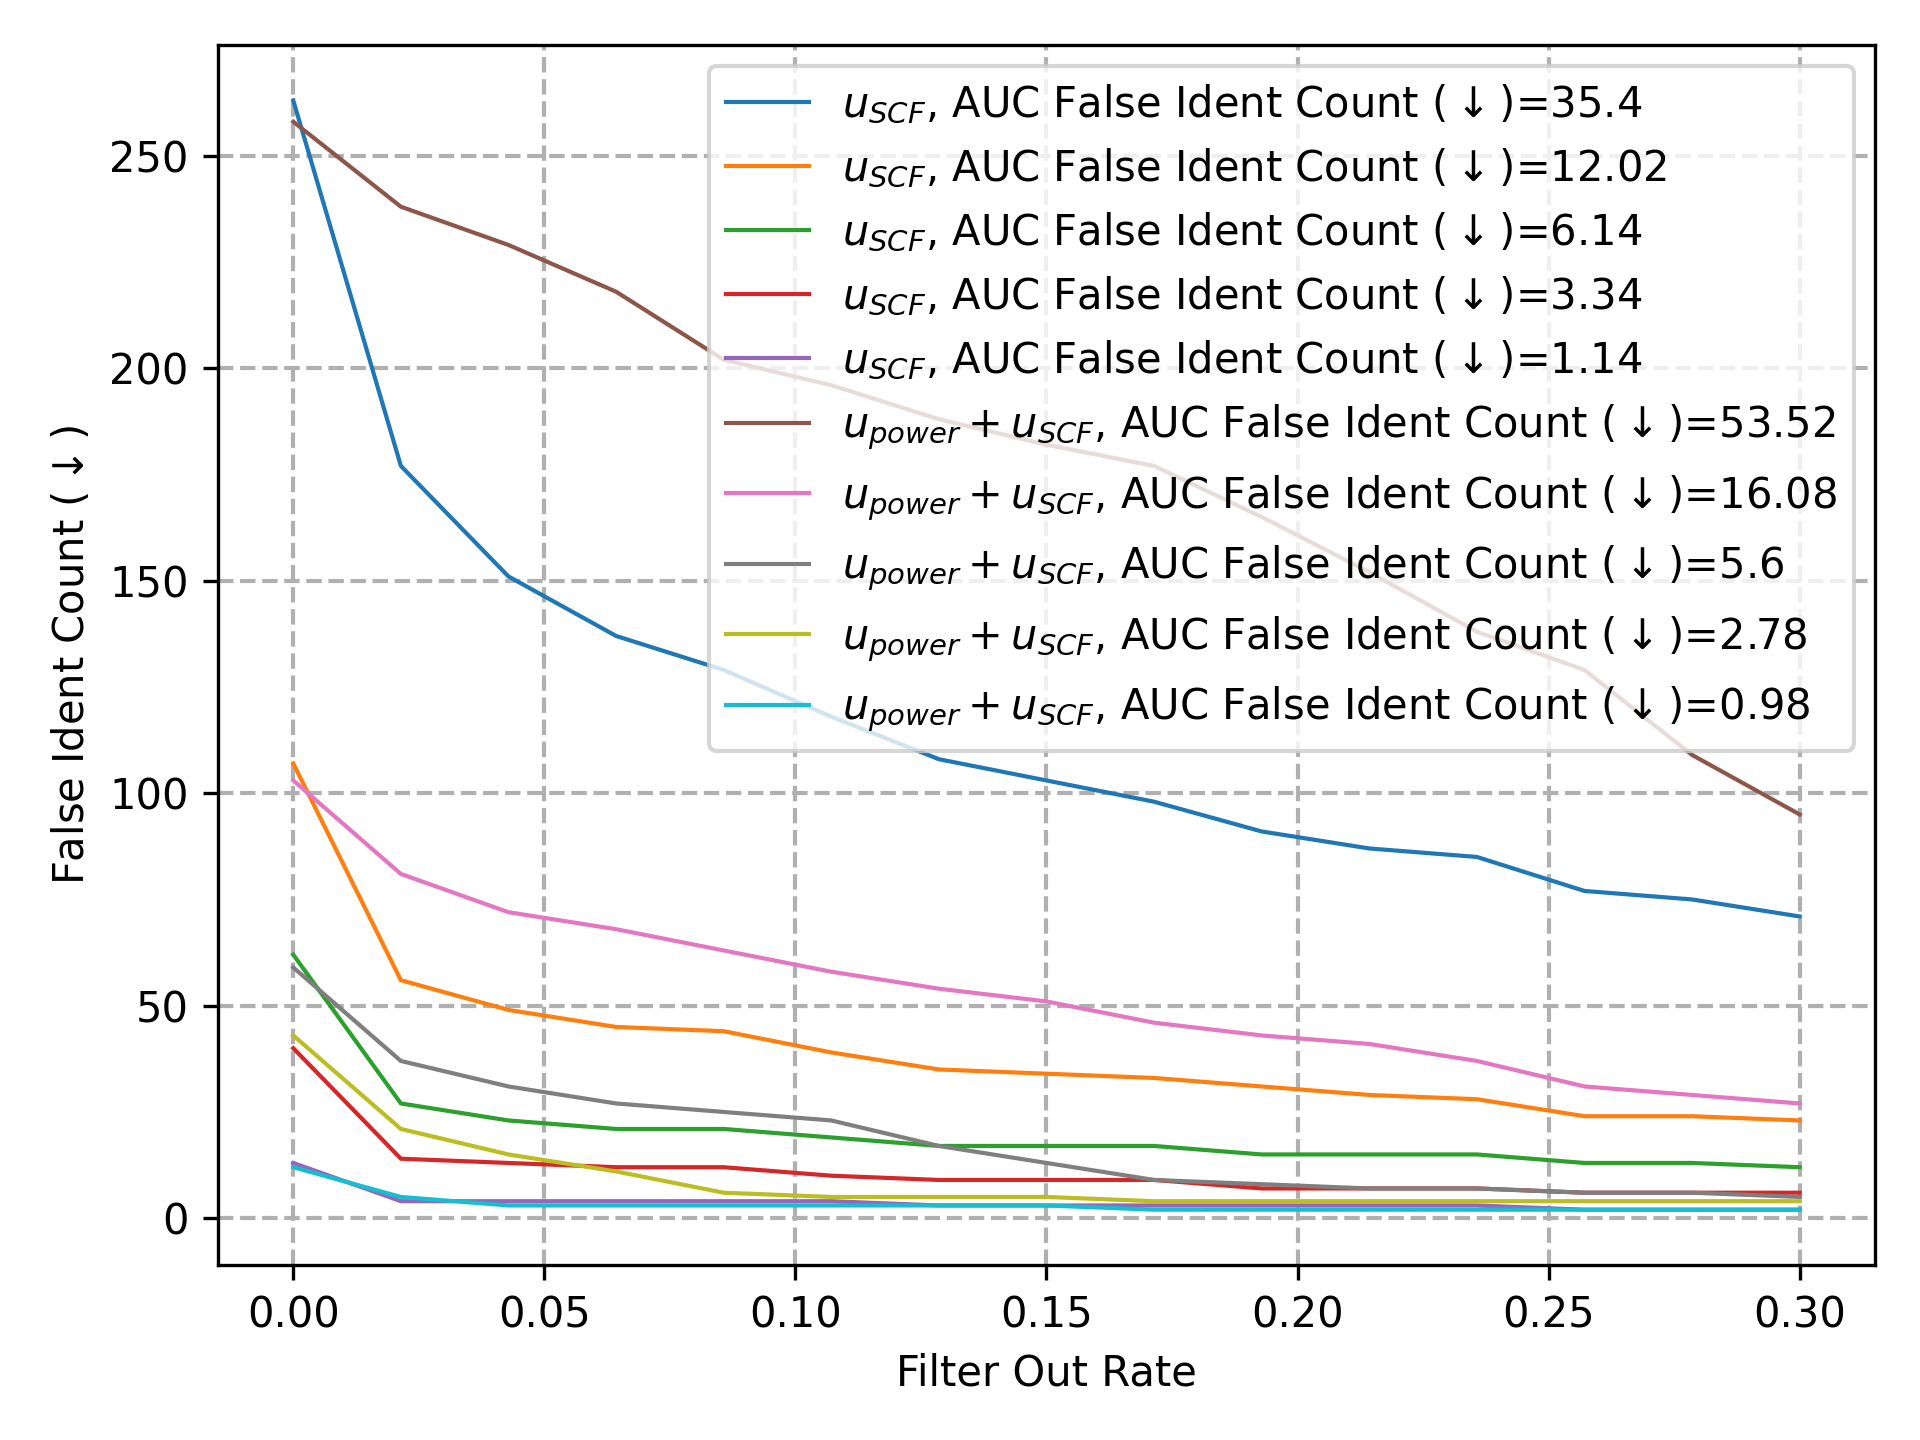 u_SCF, AUC False Ident Count (↓)=35.4
u_SCF, AUC False Ident Count (↓)=12.02
u_SCF, AUC False Ident Count (↓)=6.14
u_SCF, AUC False Ident Count (↓)=3.34
u_SCF, AUC False Ident Count (↓)=1.14
u_power + u_SCF, AUC False Ident Count (↓)=53.52
u_power + u_SCF, AUC False Ident Count (↓)=16.08
u_power + u_SCF, AUC False Ident Count (↓)=5.6
u_power + u_SCF, AUC False Ident Count (↓)=2.78
u_power + u_SCF, AUC False Ident Count (↓)=0.98
False Ident Count (↓)
250
200
150
100
50
0
0.00 0.05 0.10 0.15 0.20 0.25 0.30
Filter Out Rate